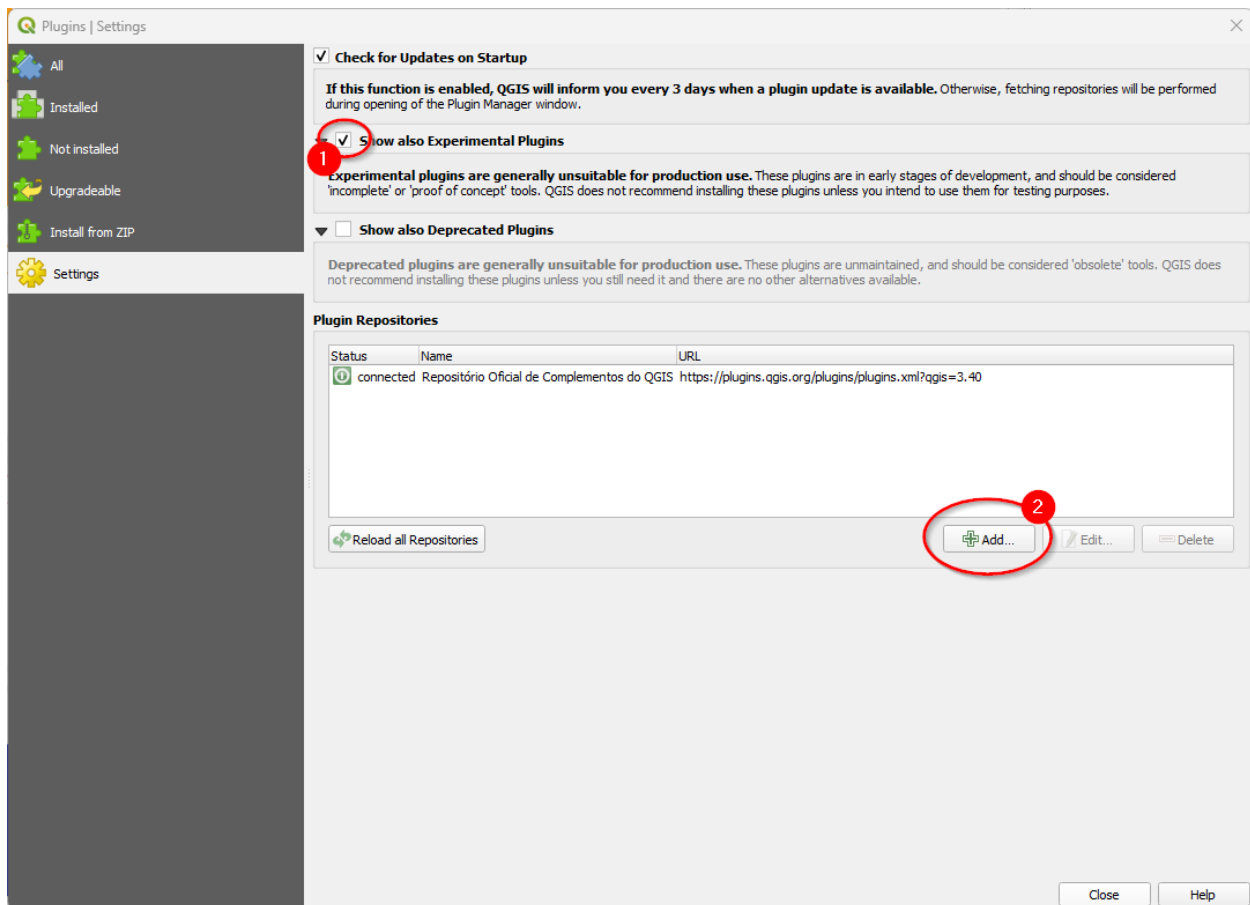 Plugins | Settings
All
Installed
Not installed
Upgradeable
Install from ZIP
Settings
Check for Updates on Startup
If this function is enabled, QGIS will inform you every 3 days when a plugin update is available. Otherwise, fetching repositories will be performed
during opening of the Plugin Manager window.
1
Show also Experimental Plugins
Experimental plugins are generally unsuitable for production use. These plugins are in early stages of development, and should be considered
'incomplete' or 'proof of concept' tools. QGIS does not recommend installing these plugins unless you intend to use them for testing purposes.
Show also Deprecated Plugins
Deprecated plugins are generally unsuitable for production use. These plugins are unmaintained, and should be considered 'obsolete' tools. QGIS does
not recommend installing these plugins unless you still need it and there are no other alternatives available.
Plugin Repositories
Status Name URL
connected Repositório Oficial de Complementos do QGIS https://plugins.qgis.org/plugins/plugins.xml?qgis=3.40
2
Reload all Repositories Add... Edit... Delete
Close Help